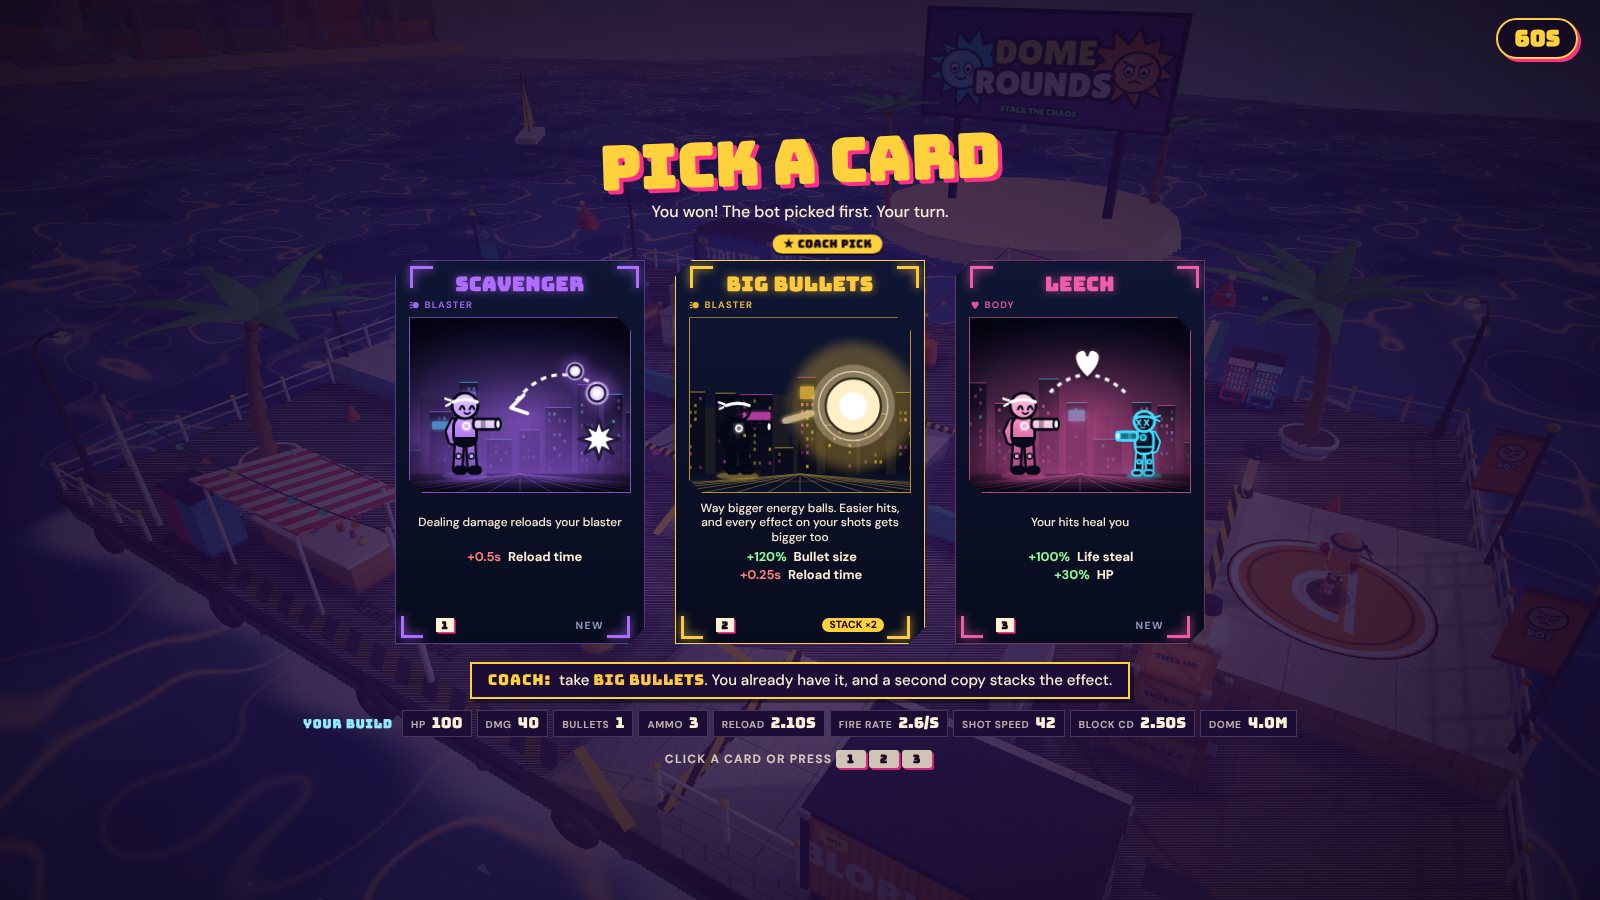 60S
DOME
ROUNDS
STACK THE CHAOS
PICK A CARD
You won! The bot picked first. Your turn.
★ COACH PICK
SCAVENGER
BLASTER
Dealing damage reloads your blaster
+0.5s Reload time
1
NEW
BIG BULLETS
BLASTER
Way bigger energy balls. Easier hits,
and every effect on your shots gets
bigger too
+120% Bullet size
+0.25s Reload time
2
STACK ×2
LEECH
BODY
Your hits heal you
+100% Life steal
+30% HP
3
NEW
BOT
BOT
THIS UP
COACH: take BIG BULLETS. You already have it, and a second copy stacks the effect.
YOUR BUILD HP 100 DMG 40 BULLETS 1 AMMO 3 RELOAD 2.10S FIRE RATE 2.6/S SHOT SPEED 42 BLOCK CD 2.50S DOME 4.0M
CLICK A CARD OR PRESS 1 2 3